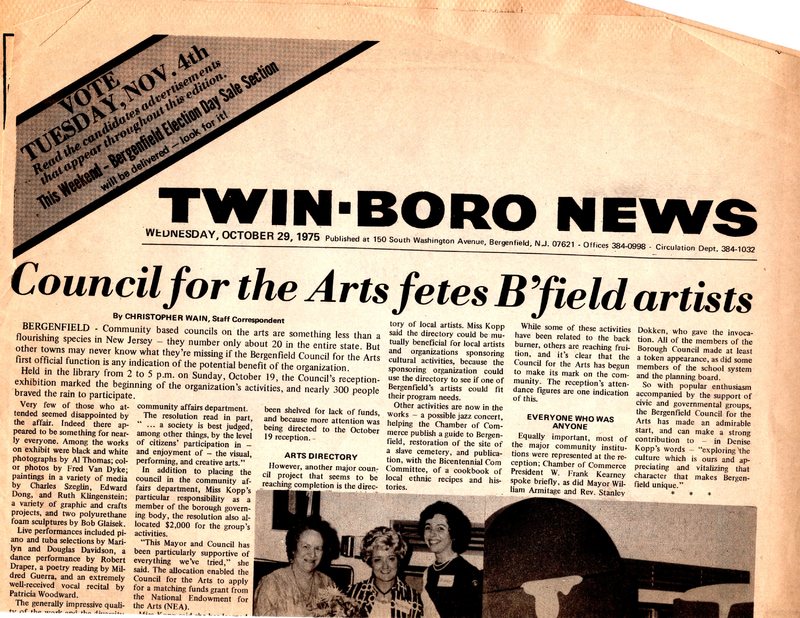 VOTE
TUESDAY, NOV. 4th
Read the candidates advertisements
that appear throughout this edition.
This Weekend - Bergenfield Election Day Sale Section
will be delivered — look for it!
TWIN-BORO NEWS
WEDNESDAY, OCTOBER 29, 1975 Published at 150 South Washington Avenue, Bergenfield, N.J. 07621 - Offices 384-0998 - Circulation Dept. 384-1032
Council for the Arts fetes B'field artists
By CHRISTOPHER WAIN, Staff Correspondent
BERGENFIELD - Community based councils on the arts are something less than a
flourishing species in New Jersey — they number only about 20 in the entire state. But
other towns may never know what they're missing if the Bergenfield Council for the Arts
first official function is any indication of the potential benefit of the organization.
Held in the library from 2 to 5 p.m. on Sunday, October 19, the Council's reception-
exhibition marked the beginning of the organization's activities, and nearly 300 people
braved the rain to participate.
Very few of those who at-
tended seemed disappointed by
the affair. Indeed there ap-
peared to be something for near-
ly everyone. Among the works
on exhibit were black and white
photographs by Al Thomas; col-
or photos by Fred Van Dyke;
paintings in a variety of media
by Charles Szeglin, Edward
Dong, and Ruth Klingenstein;
a variety of graphic and crafts
projects, and two polyurethane
foam sculptures by Bob Glaisek.
Live performances included pi-
ano and tuba selections by Mari-
lyn and Douglas Davidson, a
dance performance by Robert
Draper, a poetry reading by Mil-
dred Guerra, and an extremely
well-received vocal recital by
Patricia Woodward.
The generally impressive quali-
community affairs department.
The resolution read in part,
" ... a society is best judged,
among other things, by the level
of citizens' participation in —
and enjoyment of — the visual,
performing, and creative arts."
In addition to placing the
council in the community af-
fairs department, Miss Kopp's
particular responsibility as a
member of the borough govern-
ing body, the resolution also al-
located $2,000 for the group's
activities.
"This Mayor and Council has
been particularly supportive of
everything we've tried," she
said. The allocation enabled the
Council for the Arts to apply
for a matching funds grant from
the National Endowment for
the Arts (NEA).
been shelved for lack of funds,
and because more attention was
being directed to the October
19 reception.
ARTS DIRECTORY
However, another major coun-
cil project that seems to be
reaching completion is the direc-
tory of local artists. Miss Kopp
said the directory could be mu-
tually beneficial for local artists
and organizations sponsoring
cultural activities, because the
sponsoring organization could
use the directory to see if one of
Bergenfield's artists could fit
their program needs.
Other activities are now in the
works – a possible jazz concert,
helping the Chamber of Com-
merce publish a guide to Bergen-
field, restoration of the site of
a slave cemetery, and publica-
tion, with the Bicentennial Com
Committee, of a cookbook of
local ethnic recipes and his-
tories.
While some of these activities
have been related to the back
burner, others are reaching frui-
tion, and it's clear that the
Council for the Arts has begun
to make its mark on the com-
munity. The reception's atten-
dance figures are one indication
of this.
EVERYONE WHO WAS
ANYONE
Equally important, most of
the major community institu-
tions were represented at the re-
ception; Chamber of Commerce
President W. Frank Kearney
spoke briefly, as did Mayor Wil-
liam Armitage and Rev. Stanley
Dokken, who gave the invoca-
tion. All of the members of the
Borough Council made at least
a token appearance, as did some
members of the school system
and the planning board.
So with popular enthusiasm
accompanied by the support of
civic and governmental groups,
the Bergenfield Council for the
Arts has made an admirable
start, and can make a strong
contribution to — in Denise
Kopp's words — "exploring the
culture which is ours and ap-
preciating and vitalizing that
character that makes Bergen-
field unique."
* *